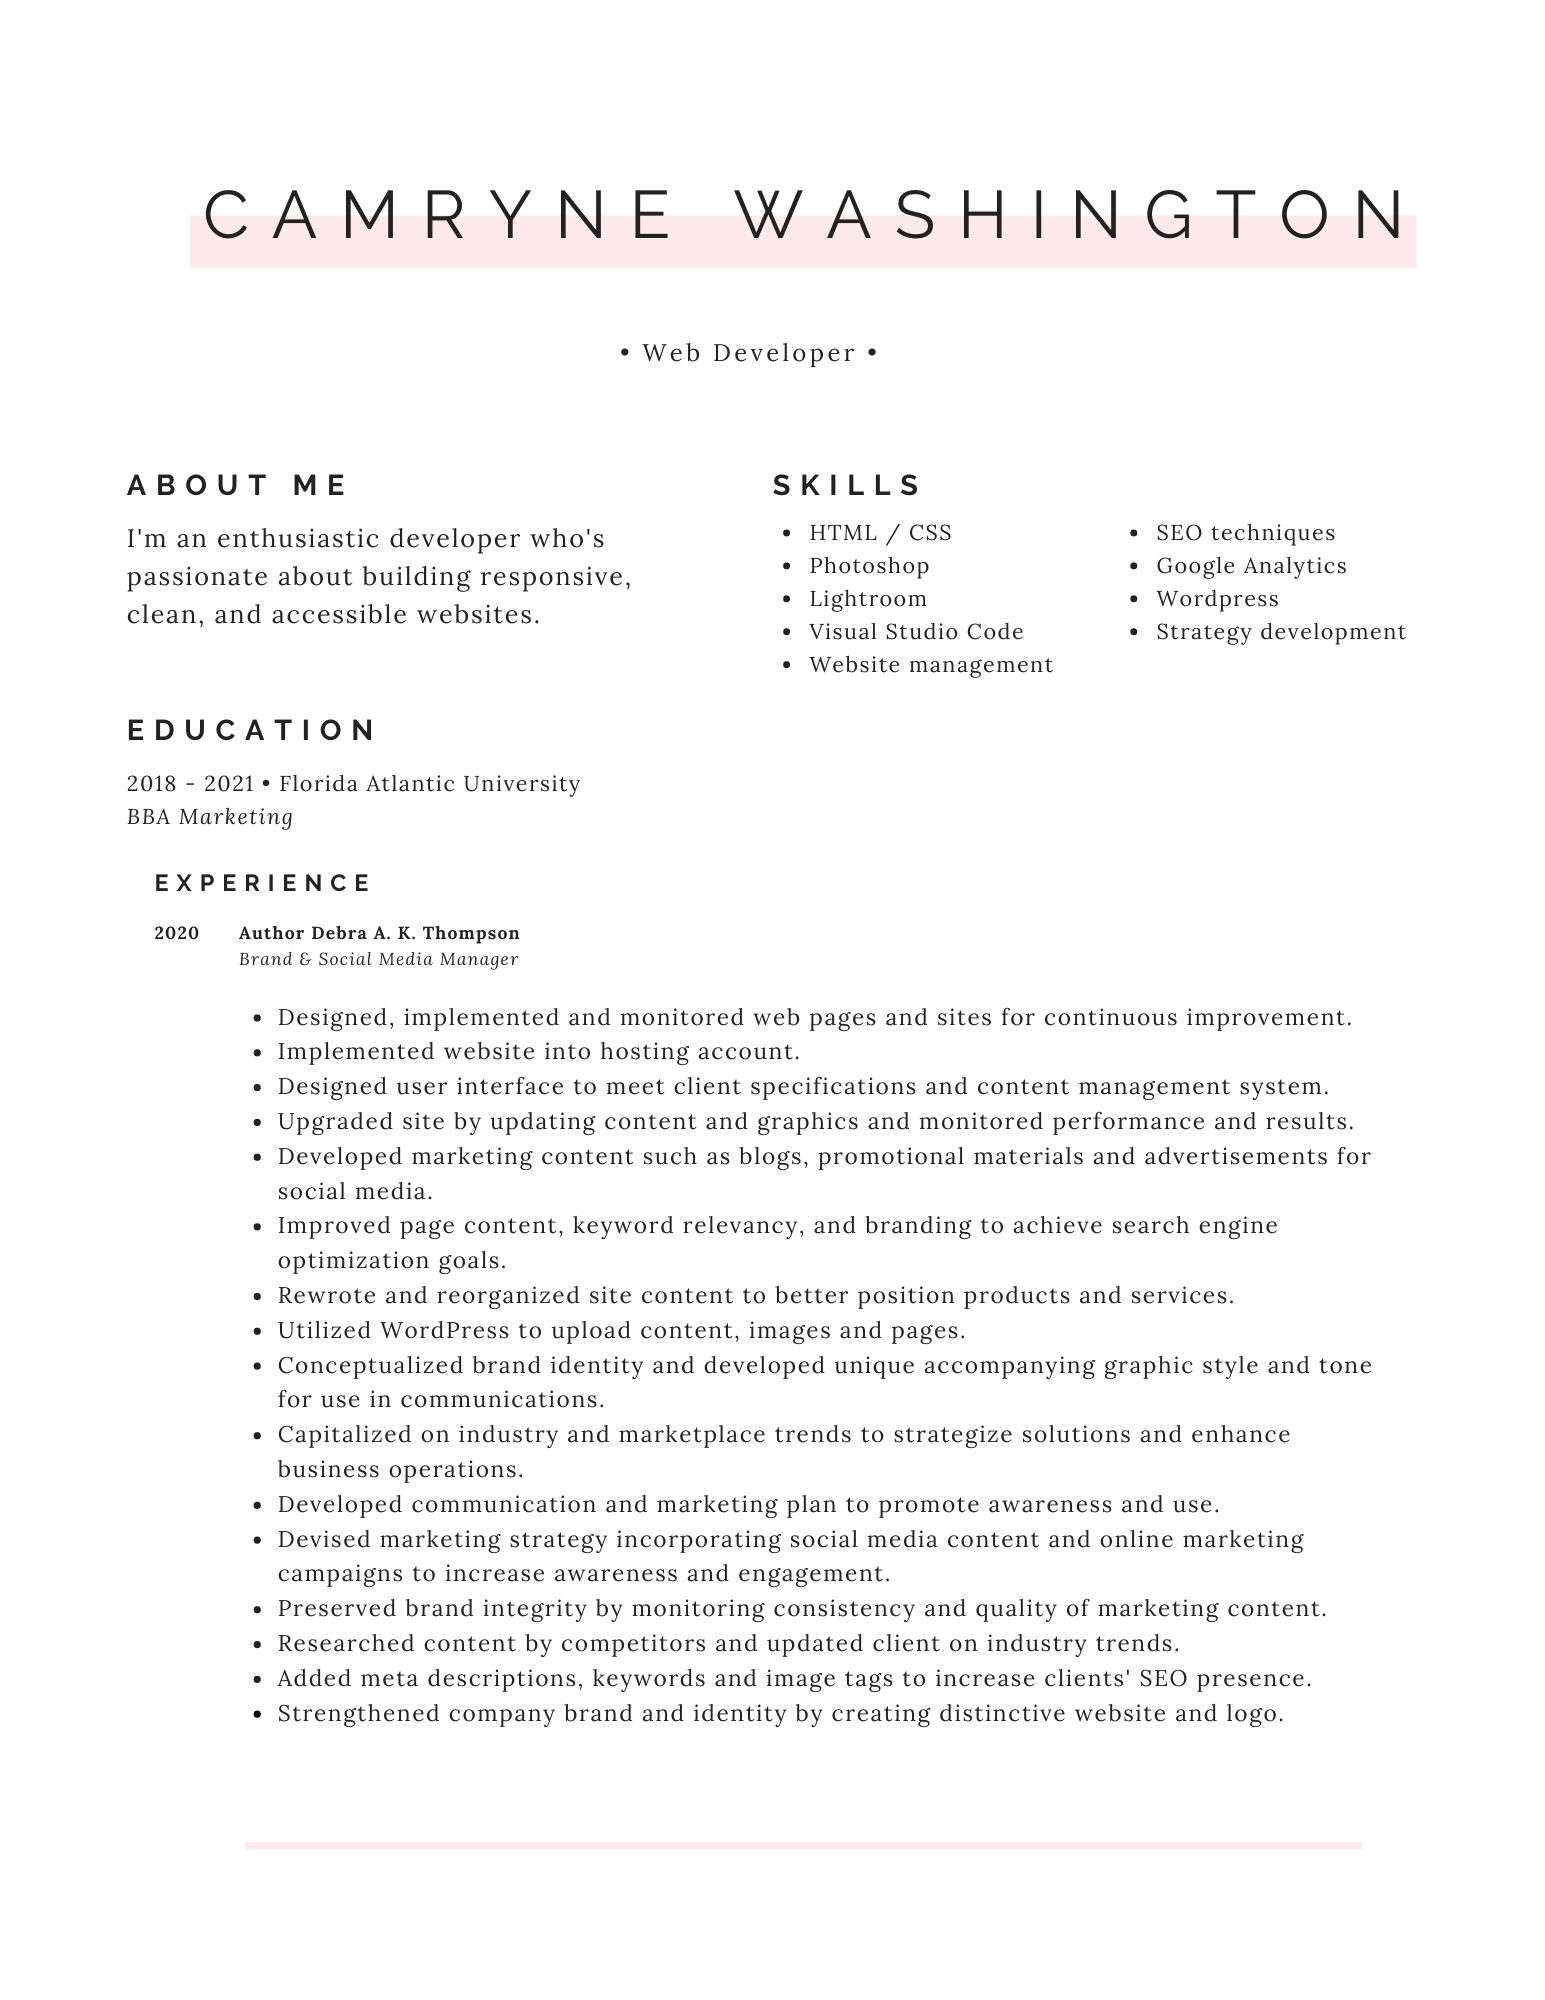 CAMRYNE WASHINGTON
• Web Developer •
ABOUT ME
I'm an enthusiastic developer who's
passionate about building responsive,
clean, and accessible websites.
SKILLS
• HTML / CSS
• Photoshop
• Lightroom
• Visual Studio Code
• Website management
• SEO techniques
• Google Analytics
• Wordpress
• Strategy development
EDUCATION
2018 - 2021 • Florida Atlantic University
BBA Marketing
EXPERIENCE
2020 Author Debra A. K. Thompson
Brand & Social Media Manager
• Designed, implemented and monitored web pages and sites for continuous improvement.
• Implemented website into hosting account.
• Designed user interface to meet client specifications and content management system.
• Upgraded site by updating content and graphics and monitored performance and results.
• Developed marketing content such as blogs, promotional materials and advertisements for
social media.
• Improved page content, keyword relevancy, and branding to achieve search engine
optimization goals.
• Rewrote and reorganized site content to better position products and services.
• Utilized WordPress to upload content, images and pages.
• Conceptualized brand identity and developed unique accompanying graphic style and tone
for use in communications.
• Capitalized on industry and marketplace trends to strategize solutions and enhance
business operations.
• Developed communication and marketing plan to promote awareness and use.
• Devised marketing strategy incorporating social media content and online marketing
campaigns to increase awareness and engagement.
• Preserved brand integrity by monitoring consistency and quality of marketing content.
• Researched content by competitors and updated client on industry trends.
• Added meta descriptions, keywords and image tags to increase clients' SEO presence.
• Strengthened company brand and identity by creating distinctive website and logo.